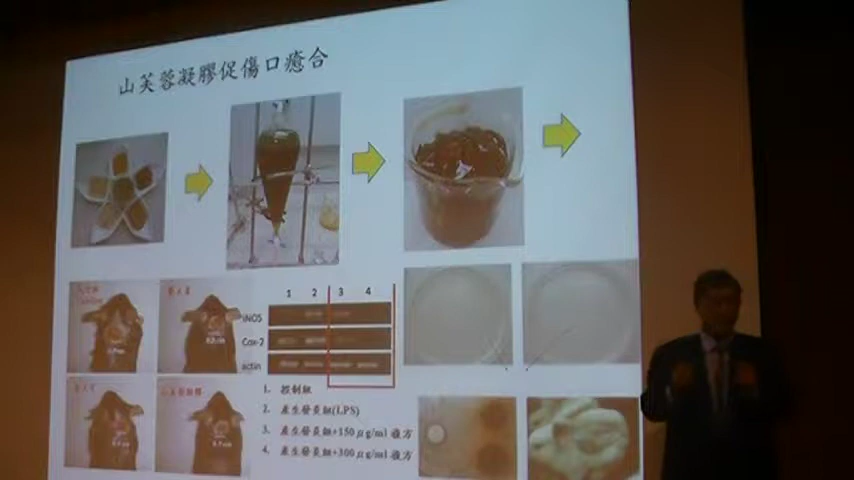 山芙蓉凝膠促傷口癒合
1 2 3 4
iNOS
Cox-2
actin
1. 控制組
2. 產生發炎組(LPS)
3. 產生發炎組+150μg/ml 複方
4. 產生發炎組+300μg/ml 複方